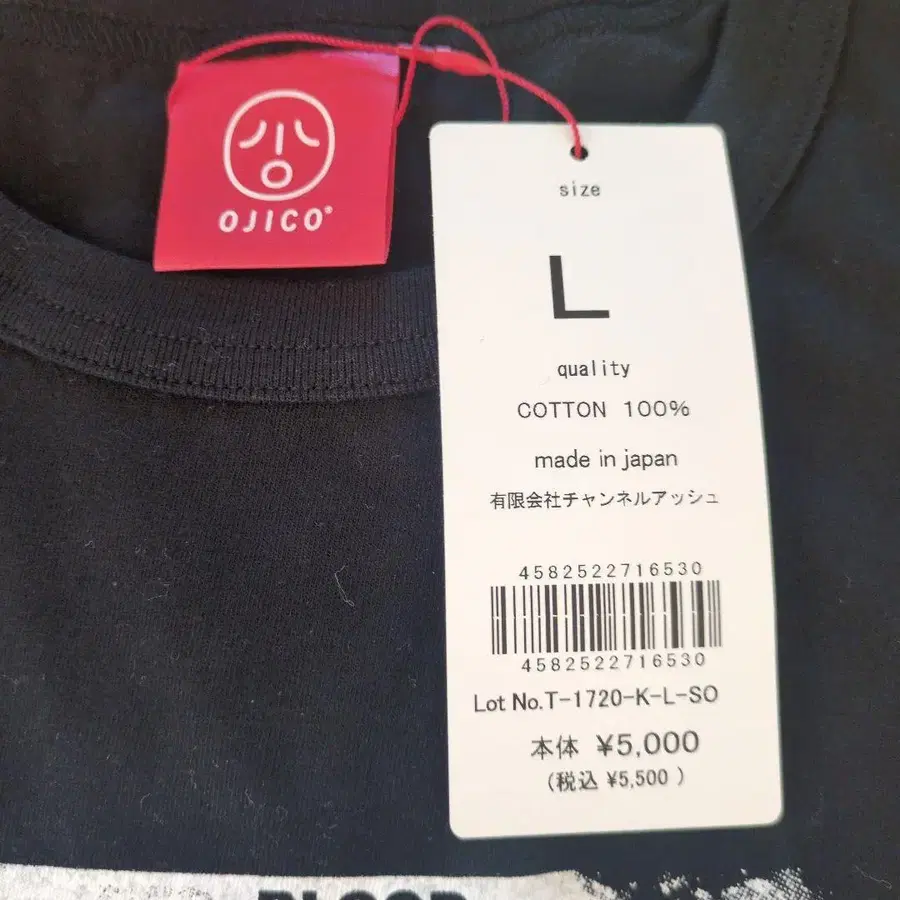 OJICO®
size
L
quality
COTTON 100%
made in japan
有限会社チャンネルアッシュ
4582522716530
4582522716530
Lot No.T-1720-K-L-SO
本体 ¥5,000
(税込 ¥5,500 )